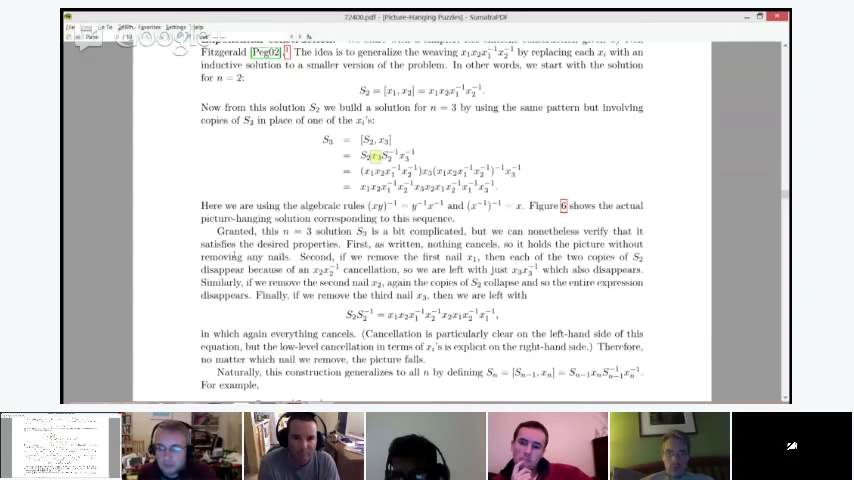 72400.pdf - [Picture-Hanging Puzzles] - SumatraPDF
Google+
Fitzgerald [Peg02].¹ The idea is to generalize the weaving x₁x₂x₁⁻¹x₂⁻¹ by replacing each xᵢ with an
inductive solution to a smaller version of the problem. In other words, we start with the solution
for n = 2:
S₂ = [x₁, x₂] = x₁x₂x₁⁻¹x₂⁻¹.
Now from this solution S₂ we build a solution for n = 3 by using the same pattern but involving
copies of S₂ in place of one of the xᵢ's:
S₃ = [S₂, x₃]
= S₂x₃S₂⁻¹x₃⁻¹
= (x₁x₂x₁⁻¹x₂⁻¹)x₃(x₁x₂x₁⁻¹x₂⁻¹)⁻¹x₃⁻¹
= x₁x₂x₁⁻¹x₂⁻¹x₃x₂x₁x₂⁻¹x₁⁻¹x₃⁻¹.
Here we are using the algebraic rules (xy)⁻¹ = y⁻¹x⁻¹ and (x⁻¹)⁻¹ = x. Figure 6 shows the actual
picture-hanging solution corresponding to this sequence.
Granted, this n = 3 solution S₃ is a bit complicated, but we can nonetheless verify that it
satisfies the desired properties. First, as written, nothing cancels, so it holds the picture without
removing any nails. Second, if we remove the first nail x₁, then each of the two copies of S₂
disappear because of an x₂x₂⁻¹ cancellation, so we are left with just x₃x₃⁻¹ which also disappears.
Similarly, if we remove the second nail x₂, again the copies of S₂ collapse and so the entire expression
disappears. Finally, if we remove the third nail x₃, then we are left with
S₂S₂⁻¹ = x₁x₂x₁⁻¹x₂⁻¹x₂x₁x₂⁻¹x₁⁻¹,
in which again everything cancels. (Cancellation is particularly clear on the left-hand side of this
equation, but the low-level cancellation in terms of xᵢ's is explicit on the right-hand side.) Therefore,
no matter which nail we remove, the picture falls.
Naturally, this construction generalizes to all n by defining Sₙ = [Sₙ₋₁, xₙ] = Sₙ₋₁xₙSₙ₋₁⁻¹xₙ⁻¹.
For example,